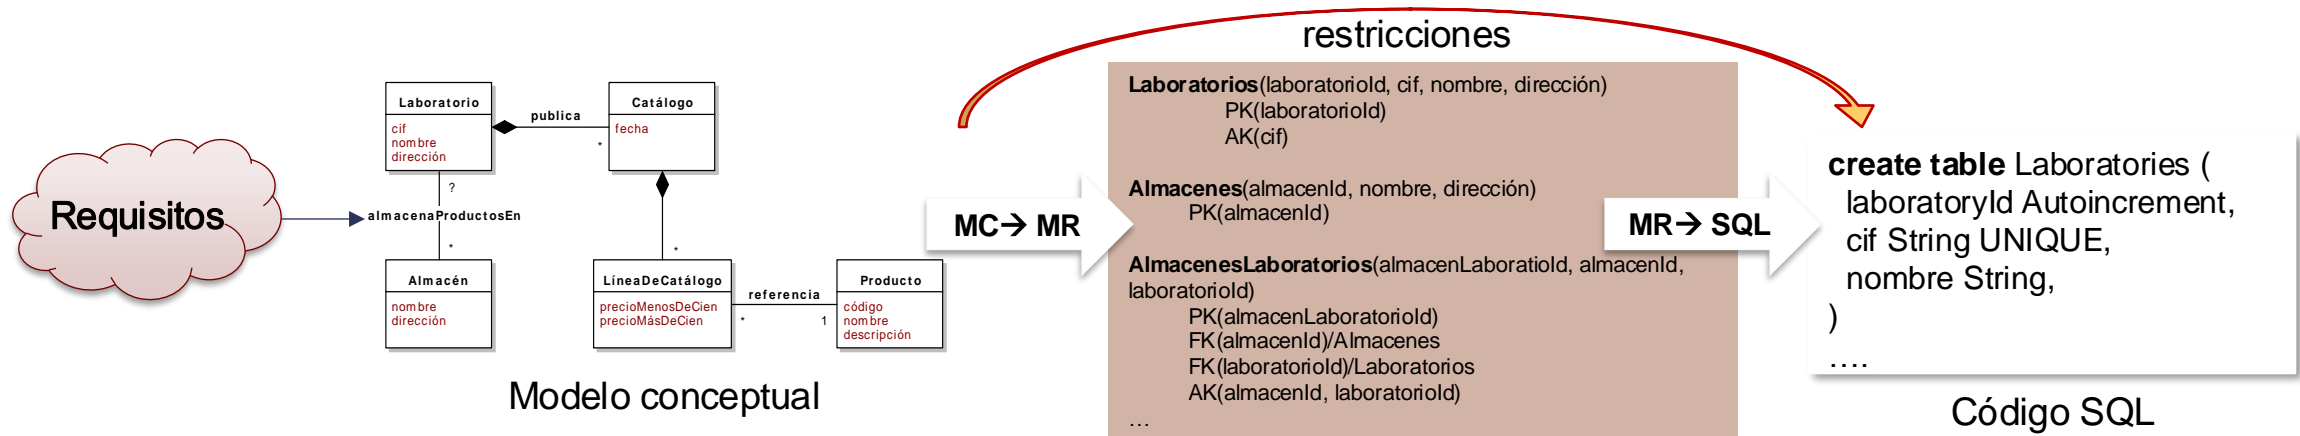 Requisitos
Laboratorio
cif
nombre
dirección
publica
*
Catálogo
fecha
?
almacenaProductosEn
*
*
Almacén
nombre
dirección
LíneaDeCatálogo
precioMenosDeCien
precioMásDeCien
referencia
*
1
Producto
código
nombre
descripción
Modelo conceptual
MC→ MR
restricciones
Laboratorios(laboratorioId, cif, nombre, dirección)
PK(laboratorioId)
AK(cif)
Almacenes(almacenId, nombre, dirección)
PK(almacenId)
AlmacenesLaboratorios(almacenLaboratioId, almacenId,
laboratorioId)
PK(almacenLaboratorioId)
FK(almacenId)/Almacenes
FK(laboratorioId)/Laboratorios
AK(almacenId, laboratorioId)
…
MR→ SQL
create table Laboratories (
laboratoryId Autoincrement,
cif String UNIQUE,
nombre String,
)
….
Código SQL